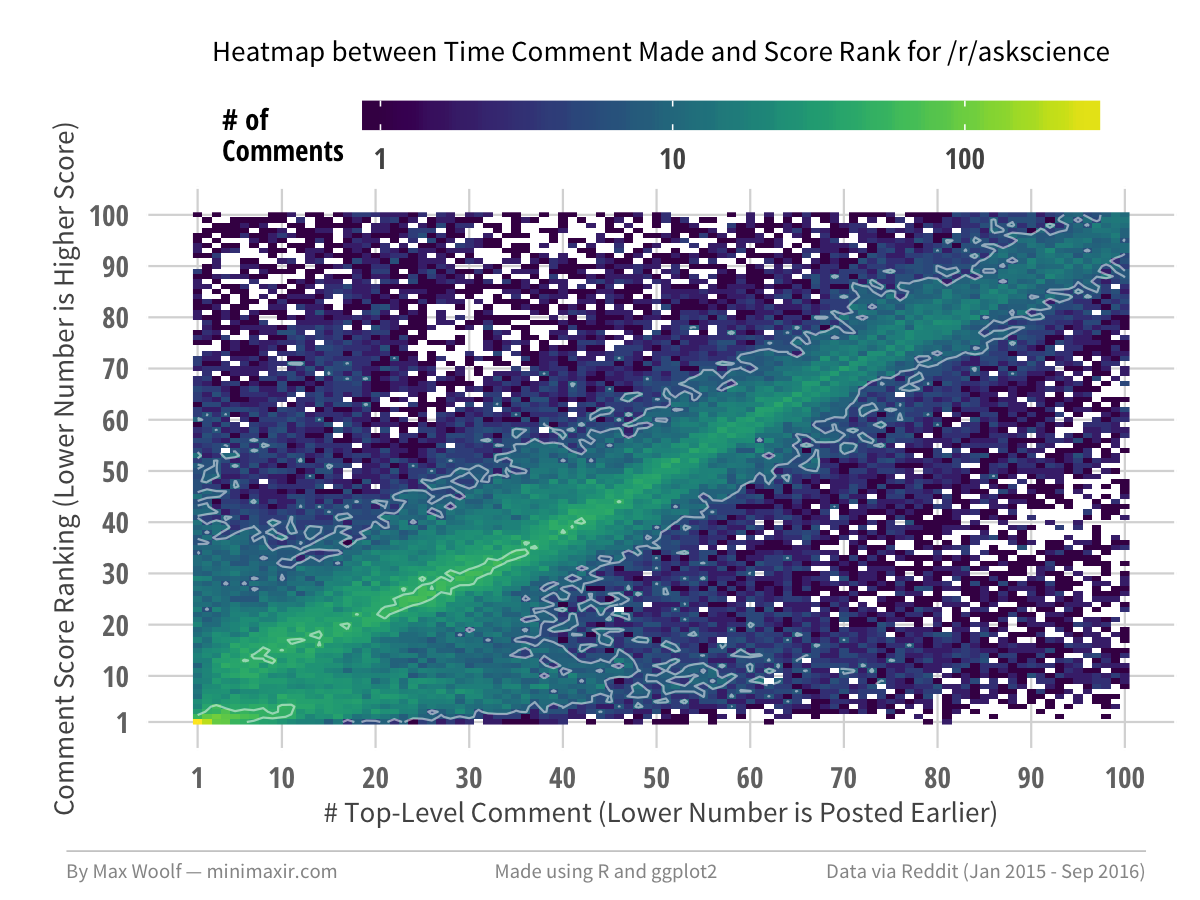 Heatmap between Time Comment Made and Score Rank for /r/askscience
# of
Comments
1 10 100
Comment Score Ranking (Lower Number is Higher Score)
100
90
80
70
60
50
40
30
20
10
1
1 10 20 30 40 50 60 70 80 90 100
# Top-Level Comment (Lower Number is Posted Earlier)
By Max Woolf — minimaxir.com
Made using R and ggplot2
Data via Reddit (Jan 2015 - Sep 2016)